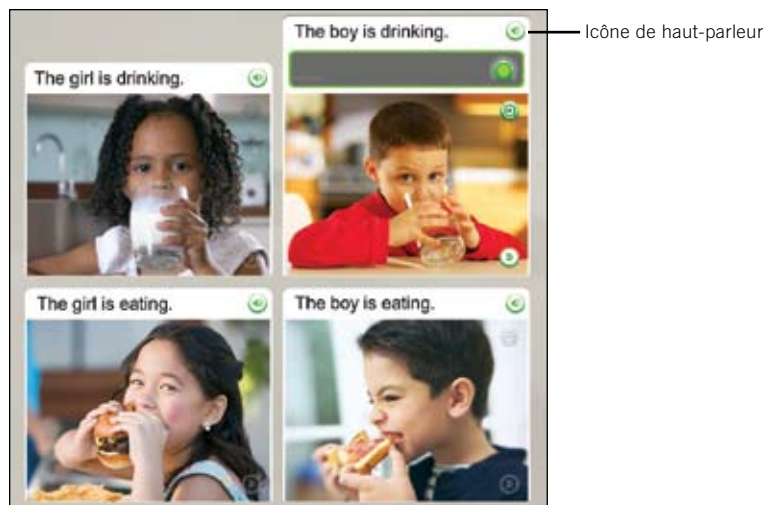 The boy is drinking.
Icône de haut-parleur
The girl is drinking.
The girl is eating.
The boy is eating.